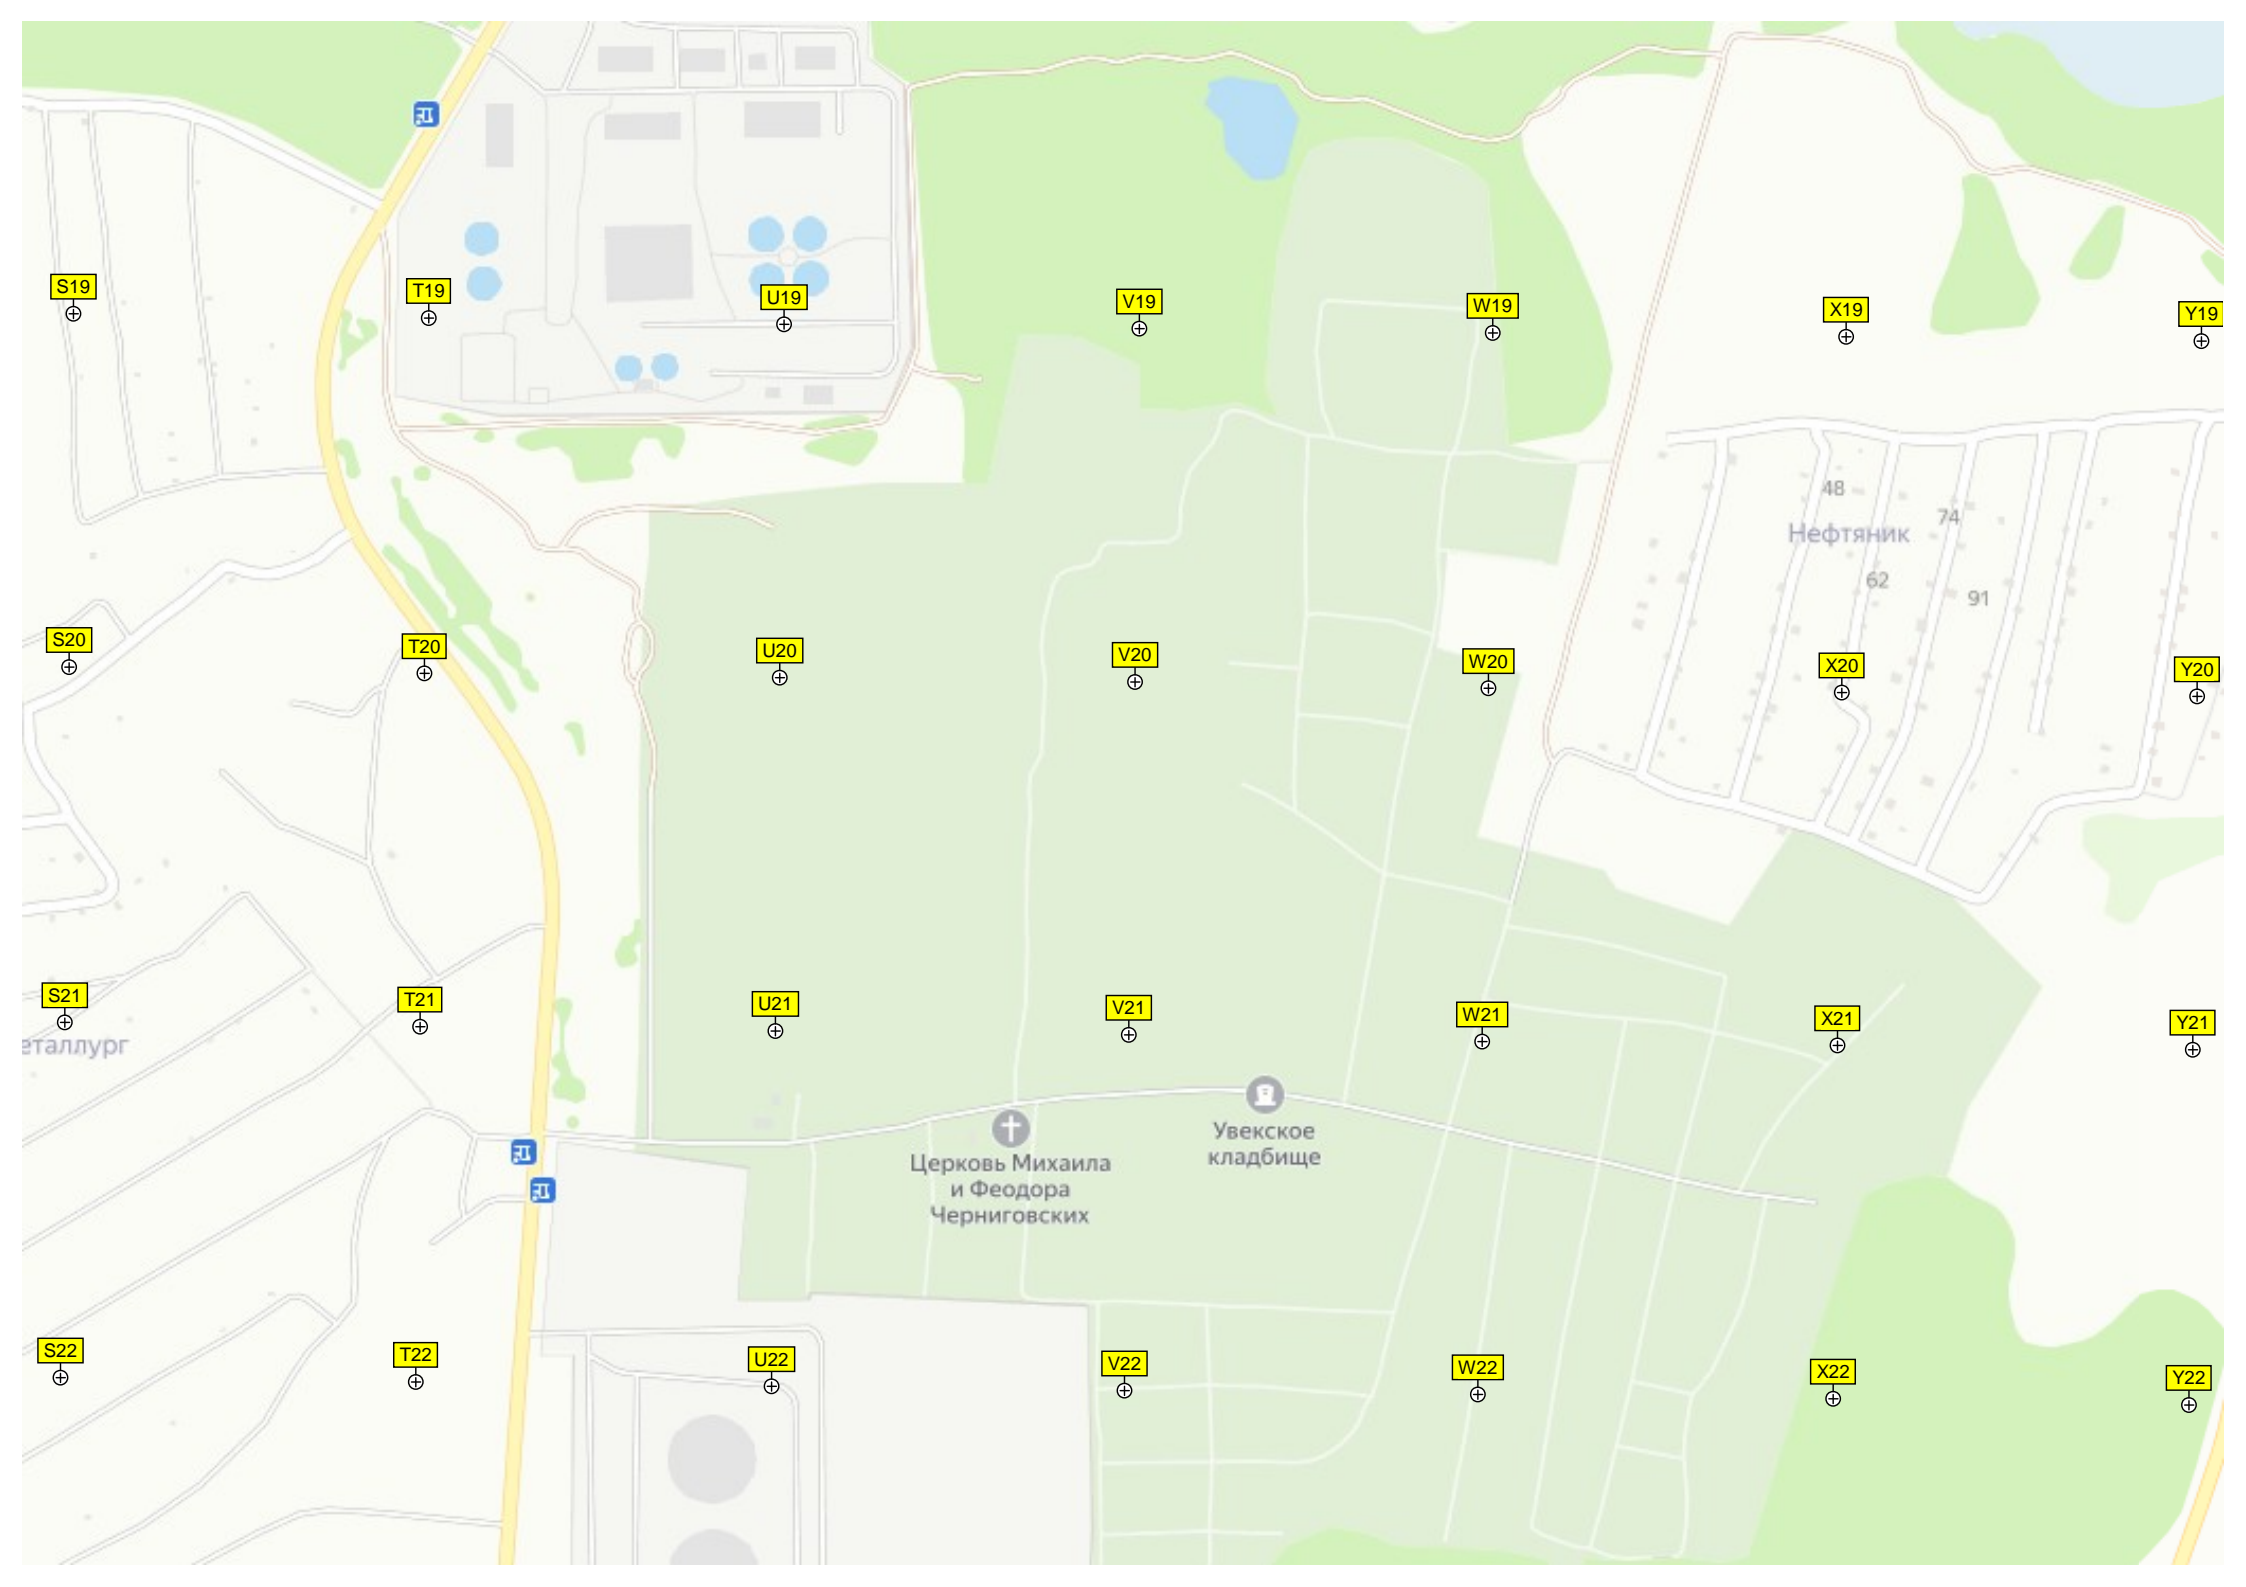 S19
T19
U19
V19
W19
X19
Y19
48
74
Нефтяник
62
91
S20
T20
U20
V20
W20
X20
Y20
S21
T21
U21
V21
W21
X21
Y21
еталлург
Увекское
кладбище
Церковь Михаила
и Феодора
Черниговских
S22
T22
U22
V22
W22
X22
Y22